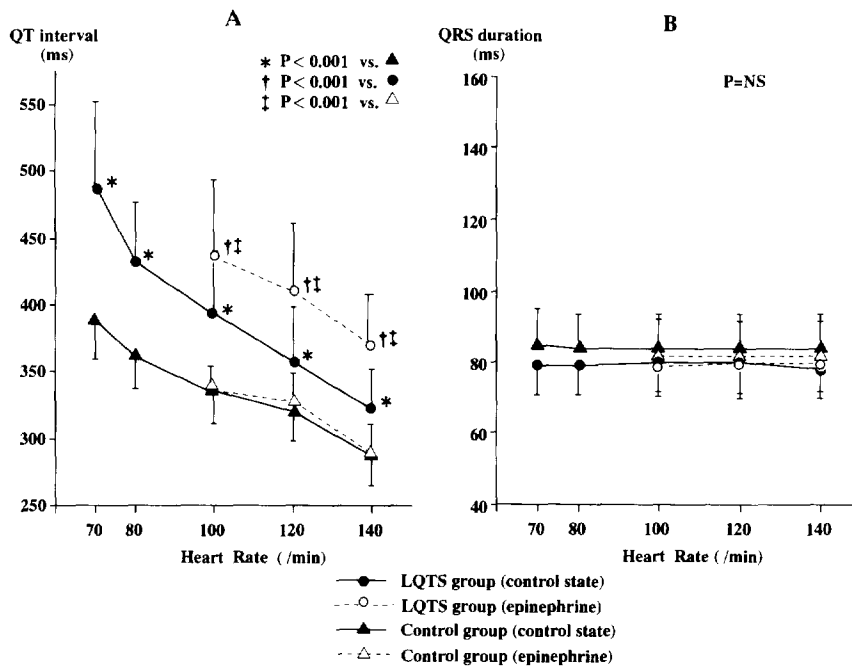 A
QT interval
(ms)
* P < 0.001 vs. ▲
† P < 0.001 vs. ●
‡ P < 0.001 vs. △
550
500
450
400
350
300
250
*
*
*
*
*
†‡
†‡
†‡
70 80 100 120 140
Heart Rate ( /min)
B
QRS duration
(ms)
P=NS
160
140
120
100
80
60
40
70 80 100 120 140
Heart Rate ( /min)
LQTS group (control state)
LQTS group (epinephrine)
Control group (control state)
Control group (epinephrine)